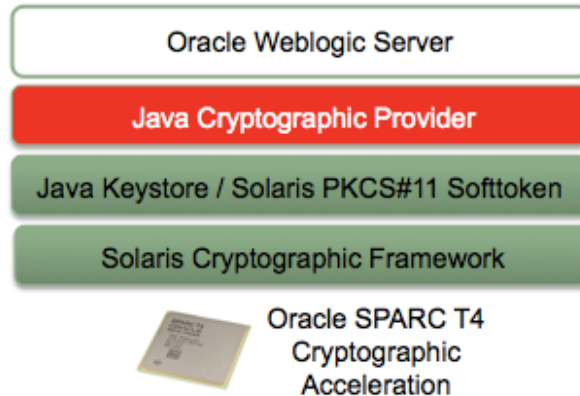 Oracle Weblogic Server
Java Cryptographic Provider
Java Keystore / Solaris PKCS#11 Softtoken
Solaris Cryptographic Framework
Oracle SPARC T4
Cryptographic
Acceleration
SPARC T4